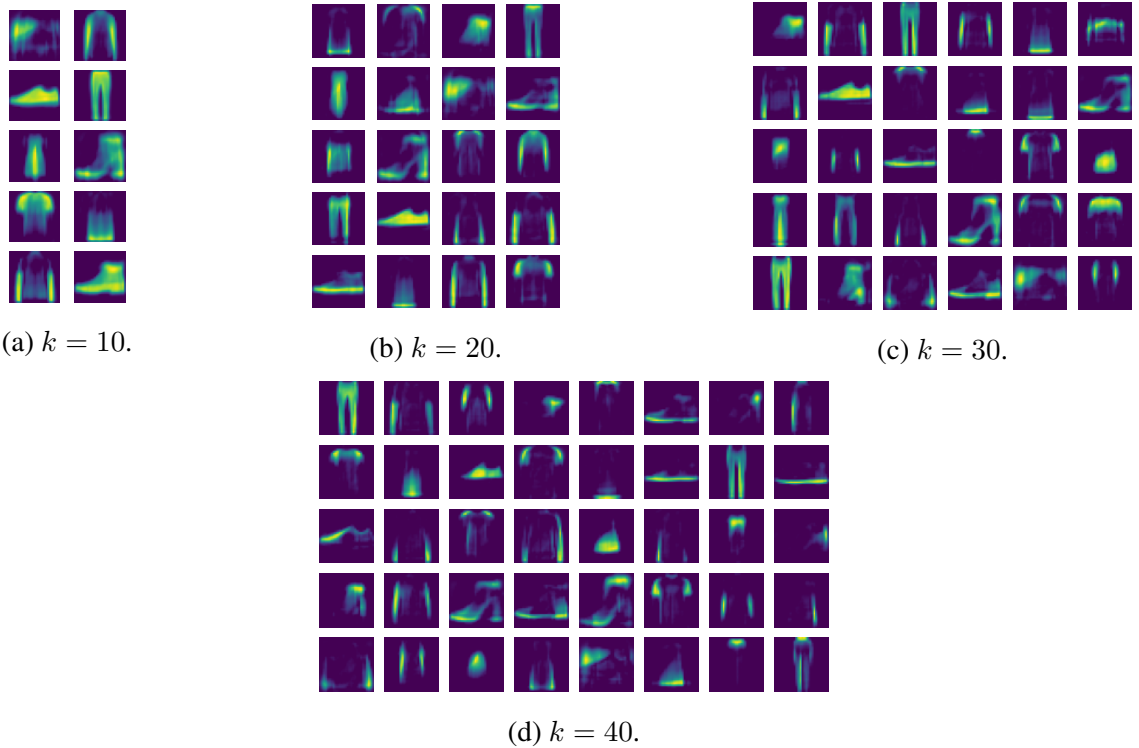 (a) k = 10.
(b) k = 20.
(c) k = 30.
(d) k = 40.